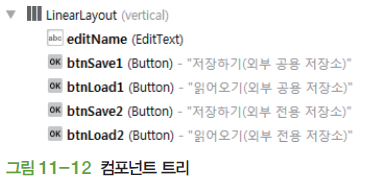 LinearLayout (vertical)
abc editName (EditText)
OK btnSave1 (Button) - "저장하기(외부 공용 저장소)"
OK btnLoad1 (Button) - "읽어오기(외부 공용 저장소)"
OK btnSave2 (Button) - "저장하기(외부 전용 저장소)"
OK btnLoad2 (Button) - "읽어오기(외부 전용 저장소)"
그림 11-12 컴포넌트 트리